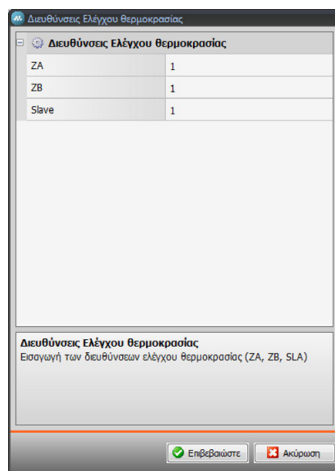 Διευθύνσεις Ελέγχου θερμοκρασίας
Διευθύνσεις Ελέγχου θερμοκρασίας
ZA 1
ZB 1
Slave 1
Διευθύνσεις Ελέγχου θερμοκρασίας
Εισαγωγή των διευθύνσεων ελέγχου θερμοκρασίας (ZA, ZB, SLA)
Επιβεβαιώστε Ακύρωση